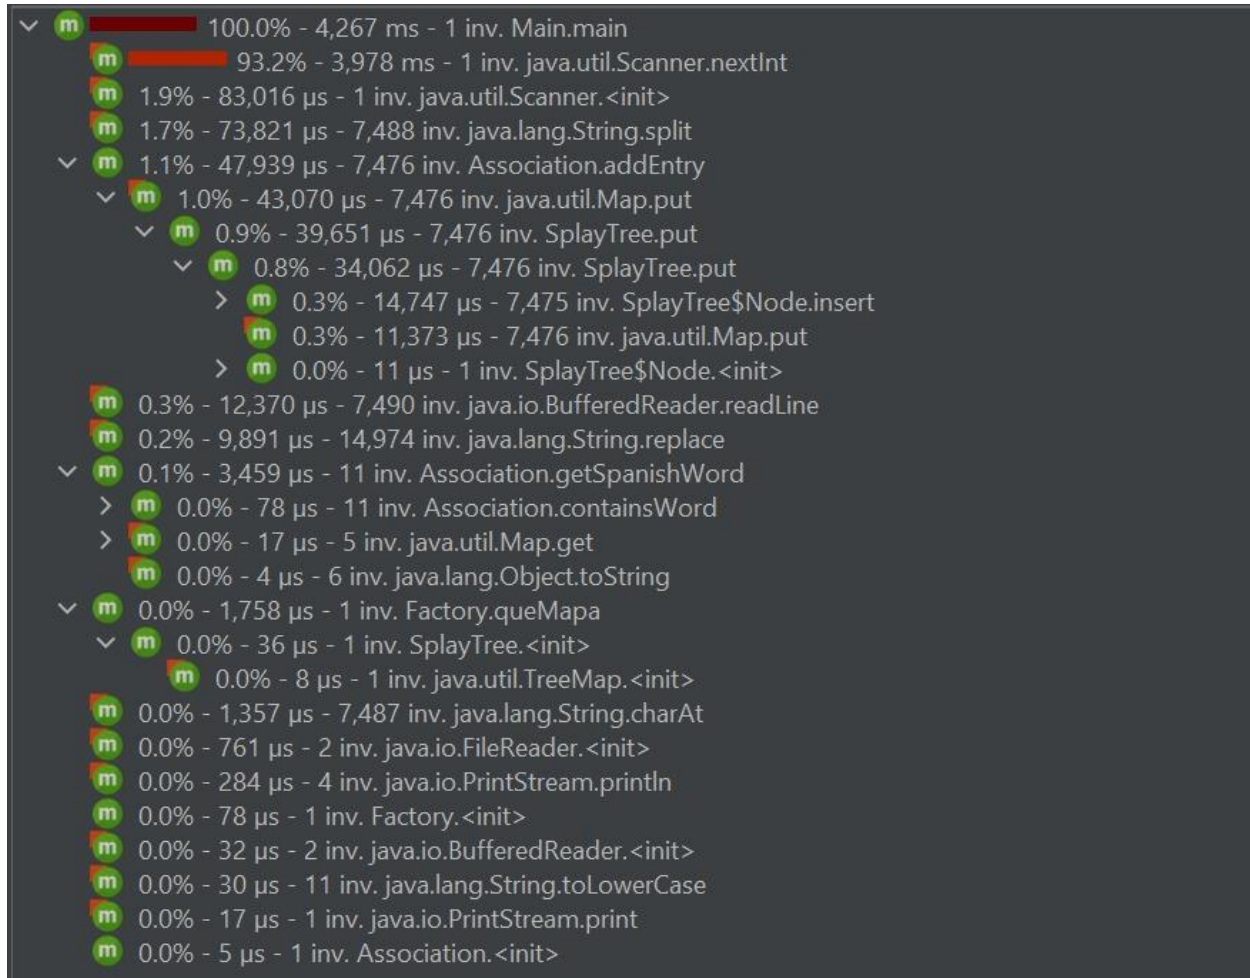 m 100.0% - 4,267 ms - 1 inv. Main.main
m 93.2% - 3,978 ms - 1 inv. java.util.Scanner.nextInt
m 1.9% - 83,016 µs - 1 inv. java.util.Scanner.<init>
m 1.7% - 73,821 µs - 7,488 inv. java.lang.String.split
m 1.1% - 47,939 µs - 7,476 inv. Association.addEntry
m 1.0% - 43,070 µs - 7,476 inv. java.util.Map.put
m 0.9% - 39,651 µs - 7,476 inv. SplayTree.put
m 0.8% - 34,062 µs - 7,476 inv. SplayTree.put
m 0.3% - 14,747 µs - 7,475 inv. SplayTree$Node.insert
m 0.3% - 11,373 µs - 7,476 inv. java.util.Map.put
m 0.0% - 11 µs - 1 inv. SplayTree$Node.<init>
m 0.3% - 12,370 µs - 7,490 inv. java.io.BufferedReader.readLine
m 0.2% - 9,891 µs - 14,974 inv. java.lang.String.replace
m 0.1% - 3,459 µs - 11 inv. Association.getSpanishWord
m 0.0% - 78 µs - 11 inv. Association.containsWord
m 0.0% - 17 µs - 5 inv. java.util.Map.get
m 0.0% - 4 µs - 6 inv. java.lang.Object.toString
m 0.0% - 1,758 µs - 1 inv. Factory.queMapa
m 0.0% - 36 µs - 1 inv. SplayTree.<init>
m 0.0% - 8 µs - 1 inv. java.util.TreeMap.<init>
m 0.0% - 1,357 µs - 7,487 inv. java.lang.String.charAt
m 0.0% - 761 µs - 2 inv. java.io.FileReader.<init>
m 0.0% - 284 µs - 4 inv. java.io.PrintStream.println
m 0.0% - 78 µs - 1 inv. Factory.<init>
m 0.0% - 32 µs - 2 inv. java.io.BufferedReader.<init>
m 0.0% - 30 µs - 11 inv. java.lang.String.toLowerCase
m 0.0% - 17 µs - 1 inv. java.io.PrintStream.print
m 0.0% - 5 µs - 1 inv. Association.<init>